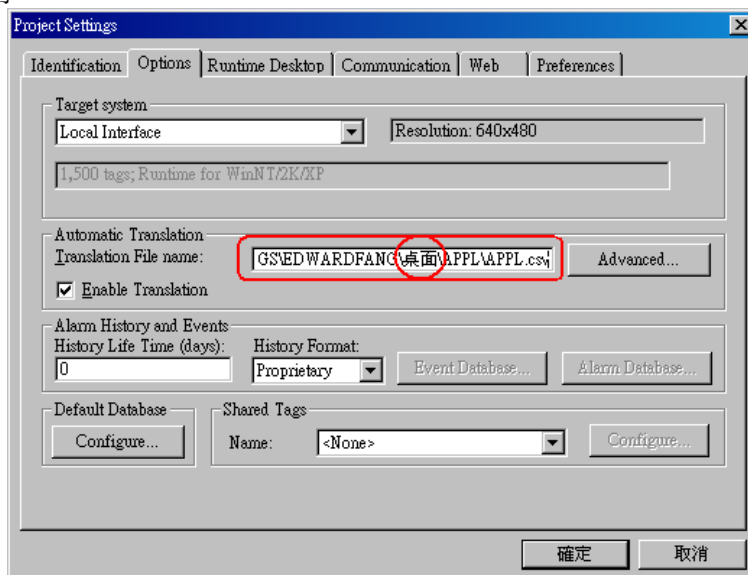 Project Settings
Identification Options Runtime Desktop Communication Web Preferences
Target system
Local Interface Resolution: 640x480
1,500 tags; Runtime for WinNT/2K/XP
Automatic Translation
Translation File name: GS\EDWARDFANG\桌面\APPL\APPL.csv Advanced...
Enable Translation
Alarm History and Events
History Life Time (days): History Format:
0 Proprietary Event Database... Alarm Database...
Default Database Shared Tags
Configure... Name: <None> Configure...
確定 取消